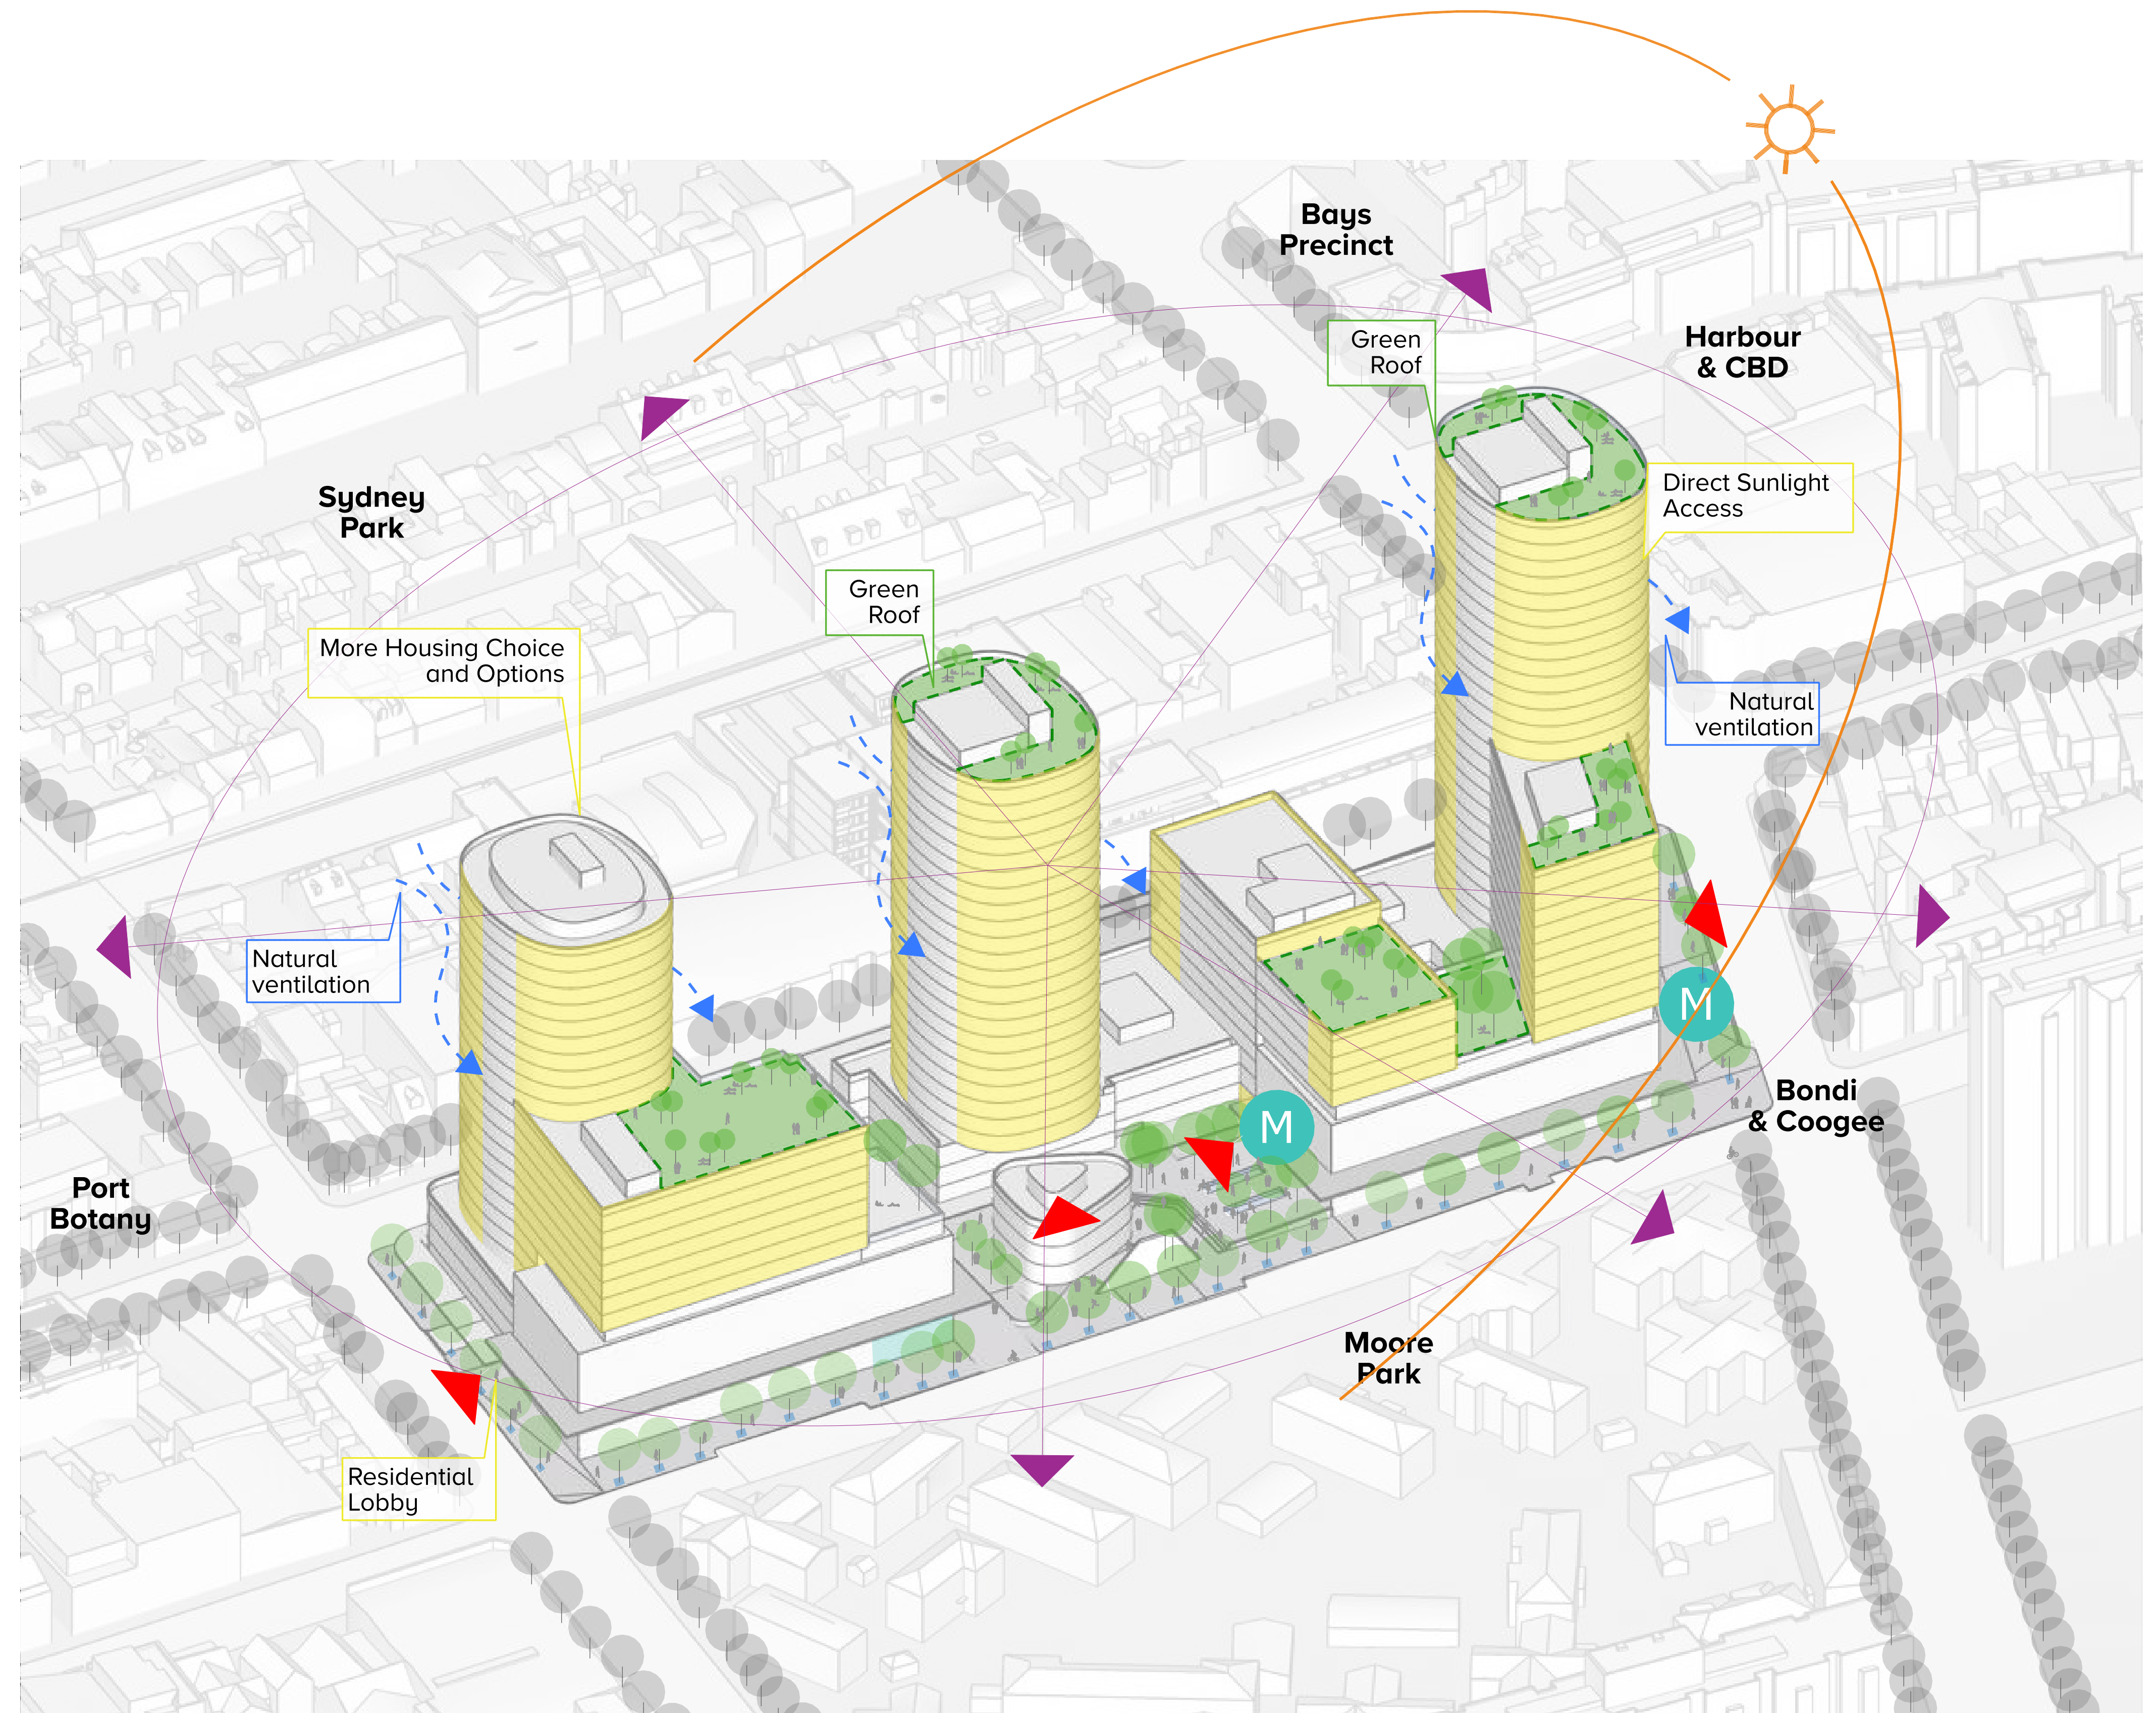 Bays
Precinct
Harbour
& CBD
Green
Roof
Direct Sunlight
Access
Sydney
Park
Green
Roof
More Housing Choice
and Options
Natural
ventilation
Natural
ventilation
M
M
Bondi
& Coogee
Port
Botany
Moore
Park
Residential
Lobby